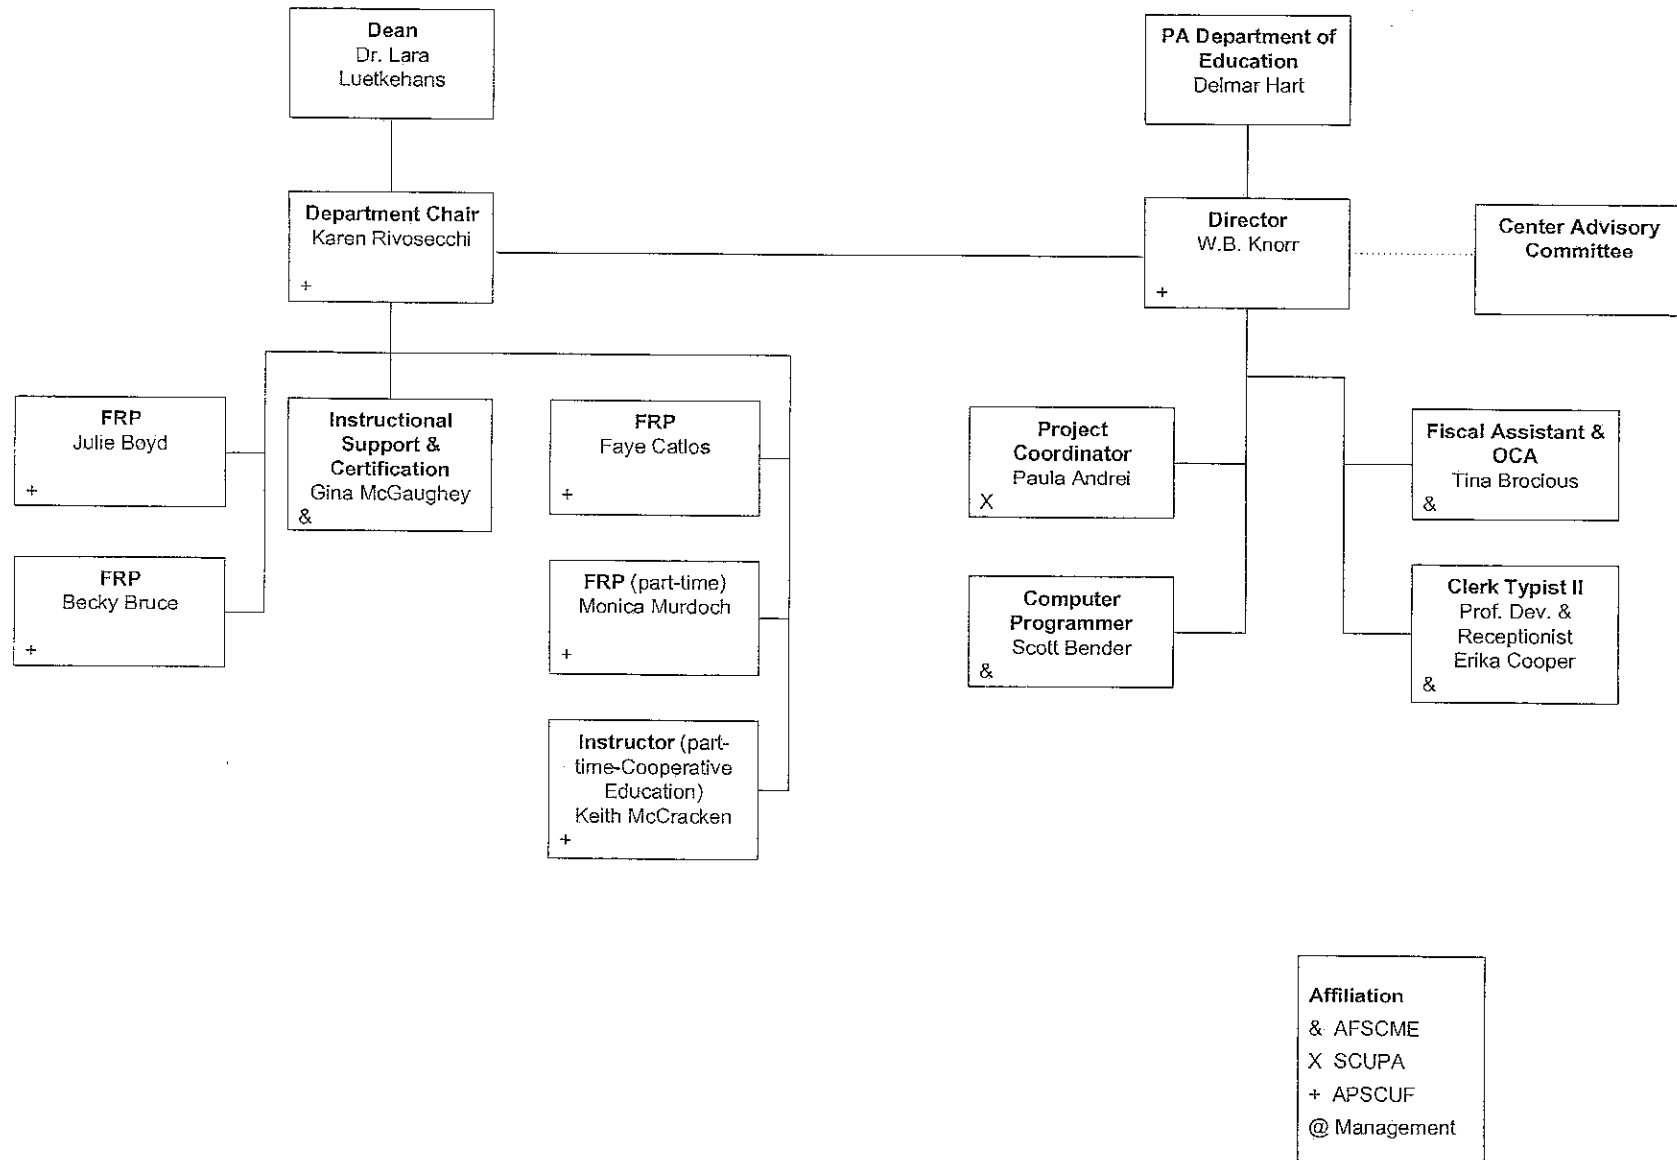 Dean
Dr. Lara
Luetkehans
PA Department of
Education
Delmar Hart
Department Chair
Karen Rivosecchi
+
Director
W.B. Knorr
+
Center Advisory
Committee
FRP
Julie Boyd
+
Instructional
Support &
Certification
Gina McGaughey
&
FRP
Faye Catlos
+
Project
Coordinator
Paula Andrei
X
Fiscal Assistant &
OCA
Tina Brocious
&
FRP
Becky Bruce
+
FRP (part-time)
Monica Murdoch
+
Computer
Programmer
Scott Bender
&
Clerk Typist II
Prof. Dev. &
Receptionist
Erika Cooper
&
Instructor (part-
time-Cooperative
Education)
Keith McCracken
+
Affiliation
& AFSCME
X SCUPA
+ APSCUF
@ Management